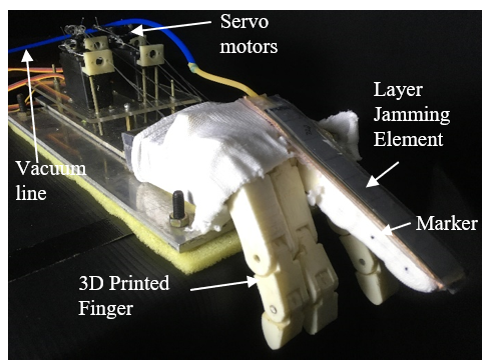 Servo
motors
Layer
Jamming
Element
Vacuum
line
Marker
3D Printed
Finger